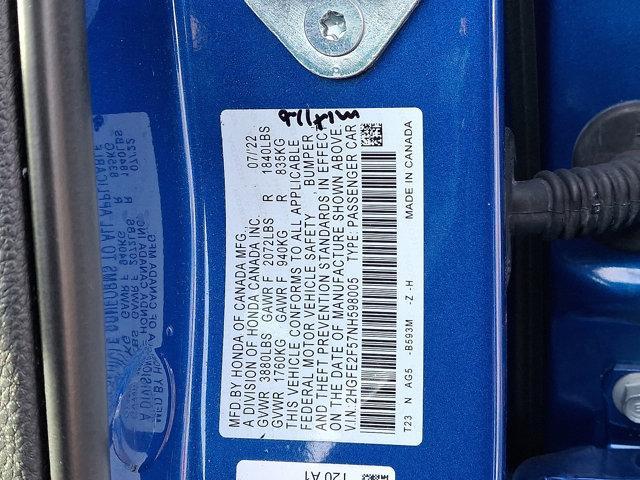 MFD.BY HONDA OF CANADA MFG., 07/'22
A DIVISION OF HONDA CANADA INC.
GVWR 3880LBS GAWR F 2072LBS R 1840LBS
GVWR 1760KG GAWR F 940KG R 835KG
THIS VEHICLE CONFORMS TO ALL APPLICABLE
FEDERAL MOTOR VEHICLE SAFETY, BUMPER,
AND THEFT PREVENTION STANDARDS IN EFFECT
ON THE DATE OF MANUFACTURE SHOWN ABOVE
V.I.N. 2HGFE2F57NH598005 TYPE: PASSENGER CAR
T23 N AG5 -B593M -Z -H MADE IN CANADA
120 A1